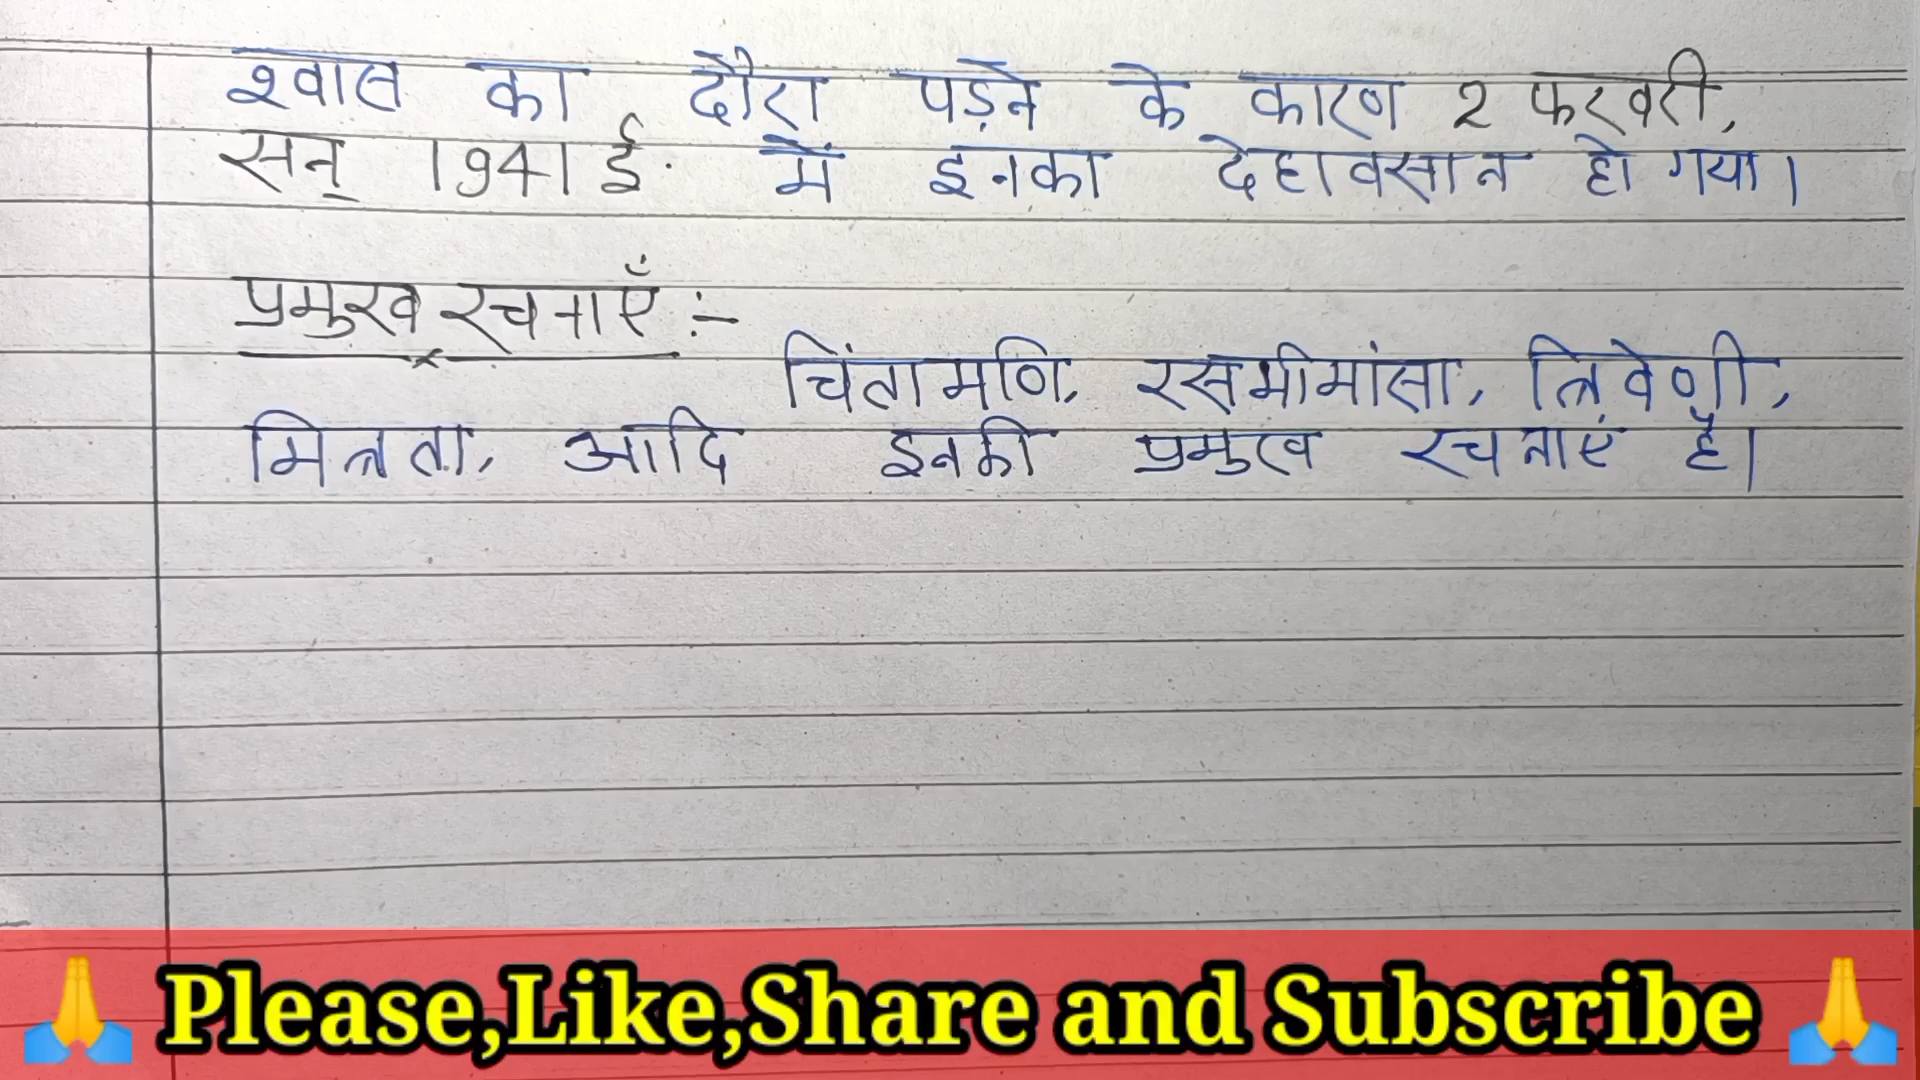 श्वास का दौरा पड़ने के कारण 2 फरवरी,
सन् 1941 ई. में इनका देहावसान हो गया।
प्रमुख रचनाएँ :-
चिंतामणि, रसमीमांसा, त्रिवेणी,
मित्रता, आदि इनकी प्रमुख रचनाएं हैं।
🙏 Please,Like,Share and Subscribe 🙏